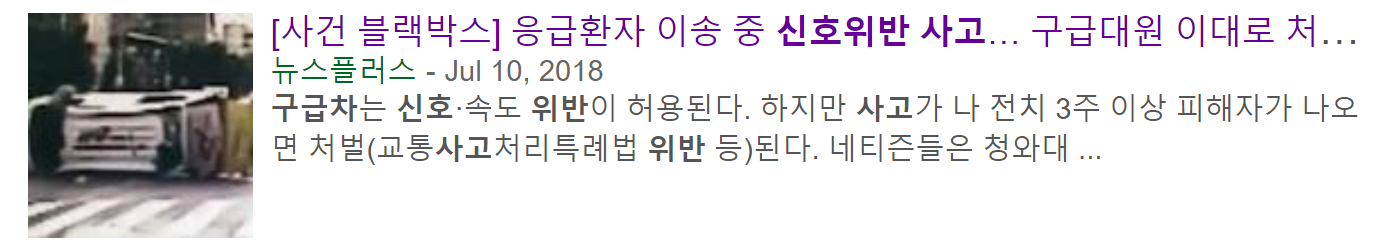 [사건 블랙박스] 응급환자 이송 중 신호위반 사고... 구급대원 이대로 처...
뉴스플러스 - Jul 10, 2018
구급차는 신호·속도 위반이 허용된다. 하지만 사고가 나 전치 3주 이상 피해자가 나오
면 처벌(교통사고처리특례법 위반 등)된다. 네티즌들은 청와대 ...